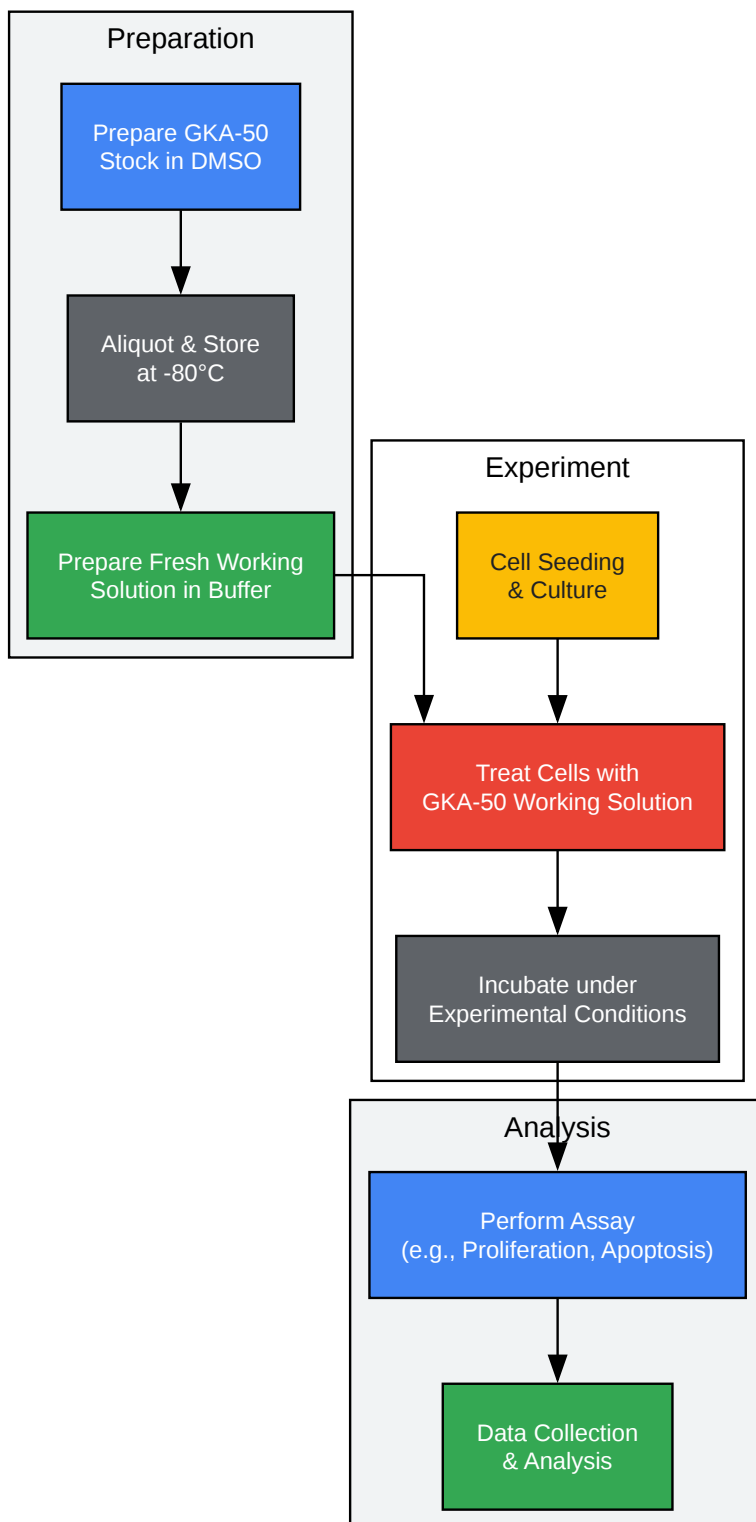 Preparation
Prepare GKA-50
Stock in DMSO
Aliquot & Store
at -80°C
Prepare Fresh Working
Solution in Buffer
Experiment
Cell Seeding
& Culture
Treat Cells with
GKA-50 Working Solution
Incubate under
Experimental Conditions
Analysis
Perform Assay
(e.g., Proliferation, Apoptosis)
Data Collection
& Analysis